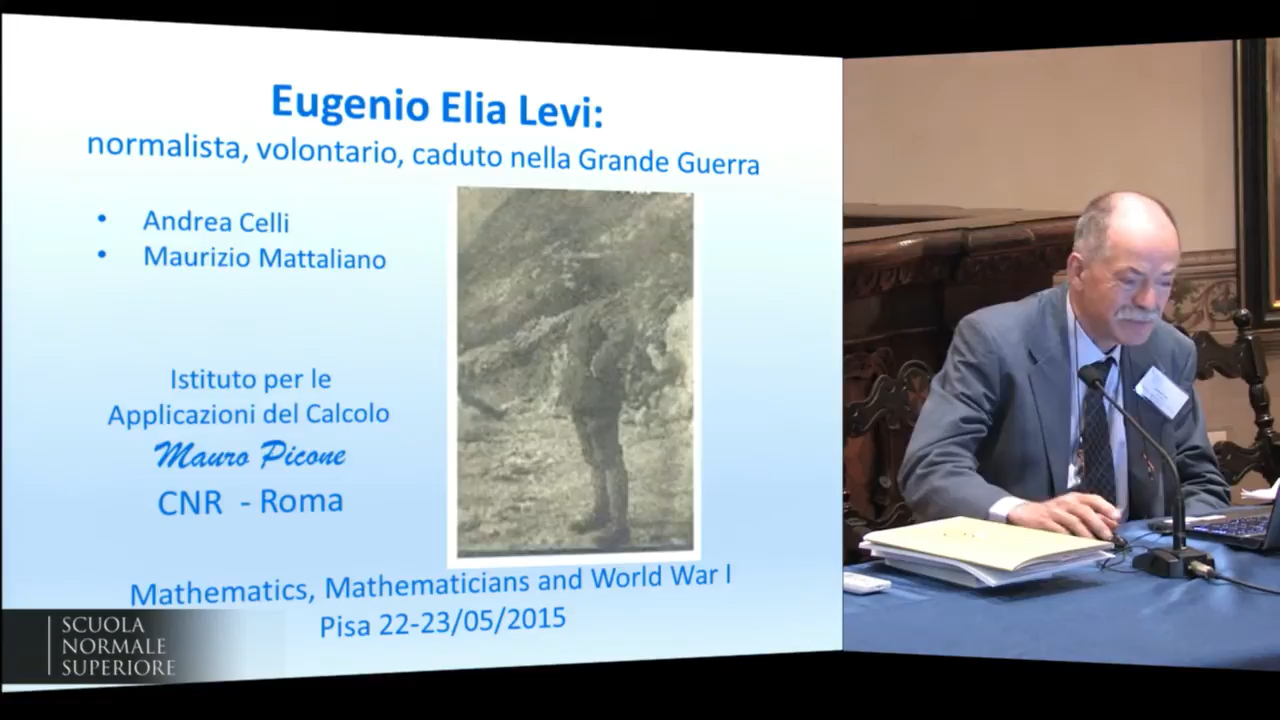 Eugenio Elia Levi:
normalista, volontario, caduto nella Grande Guerra
• Andrea Celli
• Maurizio Mattaliano
Istituto per le
Applicazioni del Calcolo
Mauro Picone
CNR - Roma
Mathematics, Mathematicians and World War I
Pisa 22-23/05/2015
SCUOLA
NORMALE
SUPERIORE